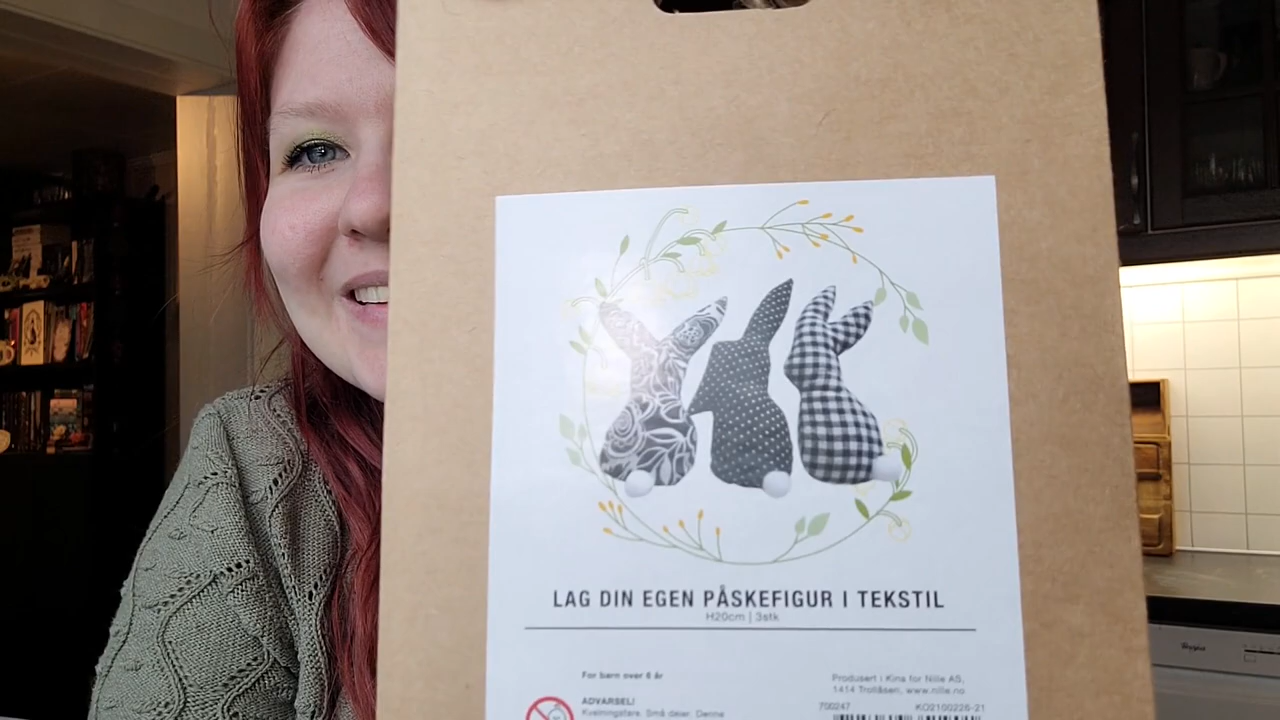 LAG DIN EGEN PÅSKEFIGUR I TEKSTIL
H20cm | 3stk
For barn over 6 år
ADVARSEL!
Kvelningsfare. Små deler. Denne
Produsert i Kina for Nille AS,
1414 Trollåsen, www.nille.no
700247 KO2100226-21
Whirlpool